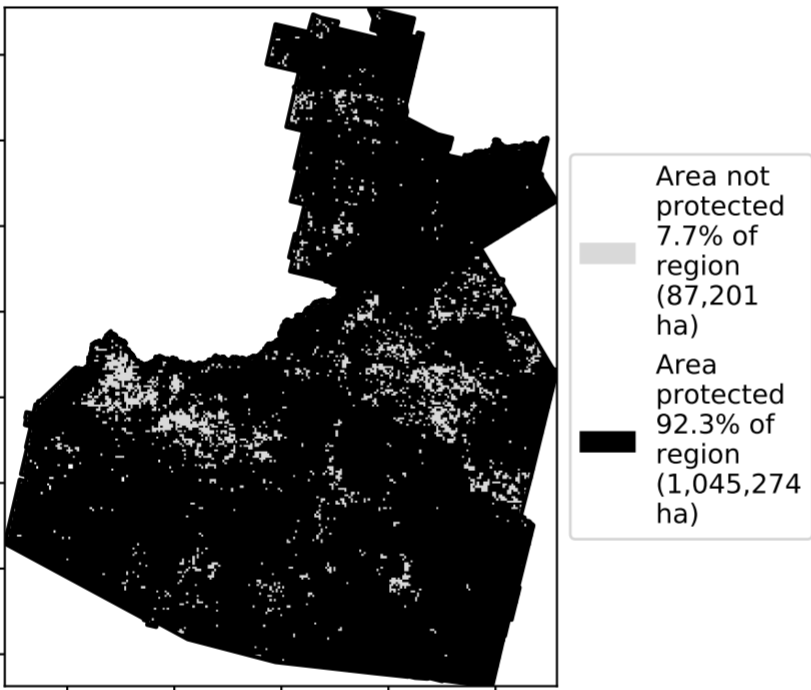 Area not
protected
7.7% of
region
(87,201
ha)
Area
protected
92.3% of
region
(1,045,274
ha)